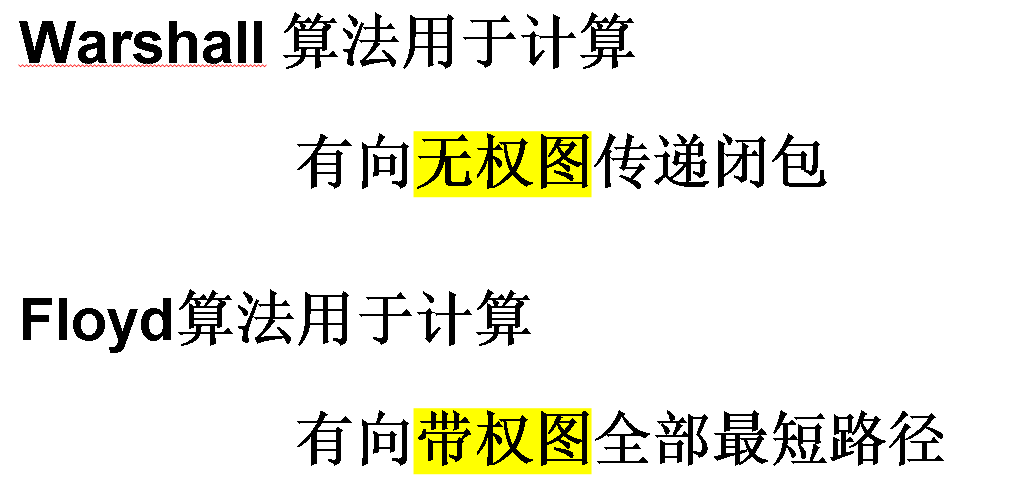 Warshall 算法用于计算
有向无权图传递闭包
Floyd算法用于计算
有向带权图全部最短路径